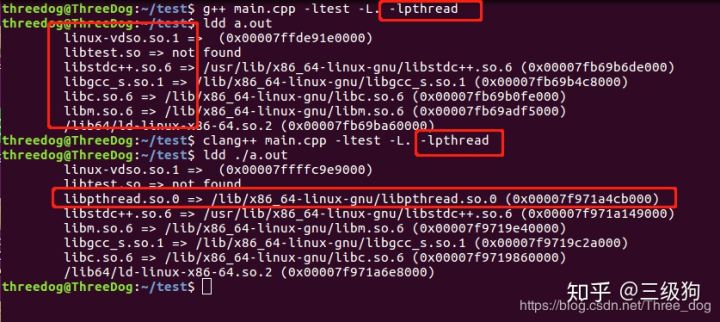 threedog@ThreeDog:~/test$ g++ main.cpp -ltest -L. -lpthread
threedog@ThreeDog:~/test$ ldd a.out
linux-vdso.so.1 => (0x00007ffde91e0000)
libtest.so => not found
libstdc++.so.6 => /usr/lib/x86_64-linux-gnu/libstdc++.so.6 (0x00007fb69b6de000)
libgcc_s.so.1 => /lib/x86_64-linux-gnu/libgcc_s.so.1 (0x00007fb69b4c8000)
libc.so.6 => /lib/x86_64-linux-gnu/libc.so.6 (0x00007fb69b0fe000)
libm.so.6 => /lib/x86_64-linux-gnu/libm.so.6 (0x00007fb69adf5000)
/lib64/ld-linux-x86-64.so.2 (0x00007fb69ba60000)
threedog@ThreeDog:~/test$ clang++ main.cpp -ltest -L. -lpthread
threedog@ThreeDog:~/test$ ldd ./a.out
linux-vdso.so.1 => (0x00007ffffc9e9000)
libtest.so => not found
libpthread.so.0 => /lib/x86_64-linux-gnu/libpthread.so.0 (0x00007f971a4cb000)
libstdc++.so.6 => /usr/lib/x86_64-linux-gnu/libstdc++.so.6 (0x00007f971a149000)
libm.so.6 => /lib/x86_64-linux-gnu/libm.so.6 (0x00007f9719e40000)
libgcc_s.so.1 => /lib/x86_64-linux-gnu/libgcc_s.so.1 (0x00007f9719c2a000)
libc.so.6 => /lib/x86_64-linux-gnu/libc.so.6 (0x00007f9719860000)
/lib64/ld-linux-x86-64.so.2 (0x00007f971a6e8000)
threedog@ThreeDog:~/test$
知乎 @三级狗
https://blog.csdn.net/Three_dog